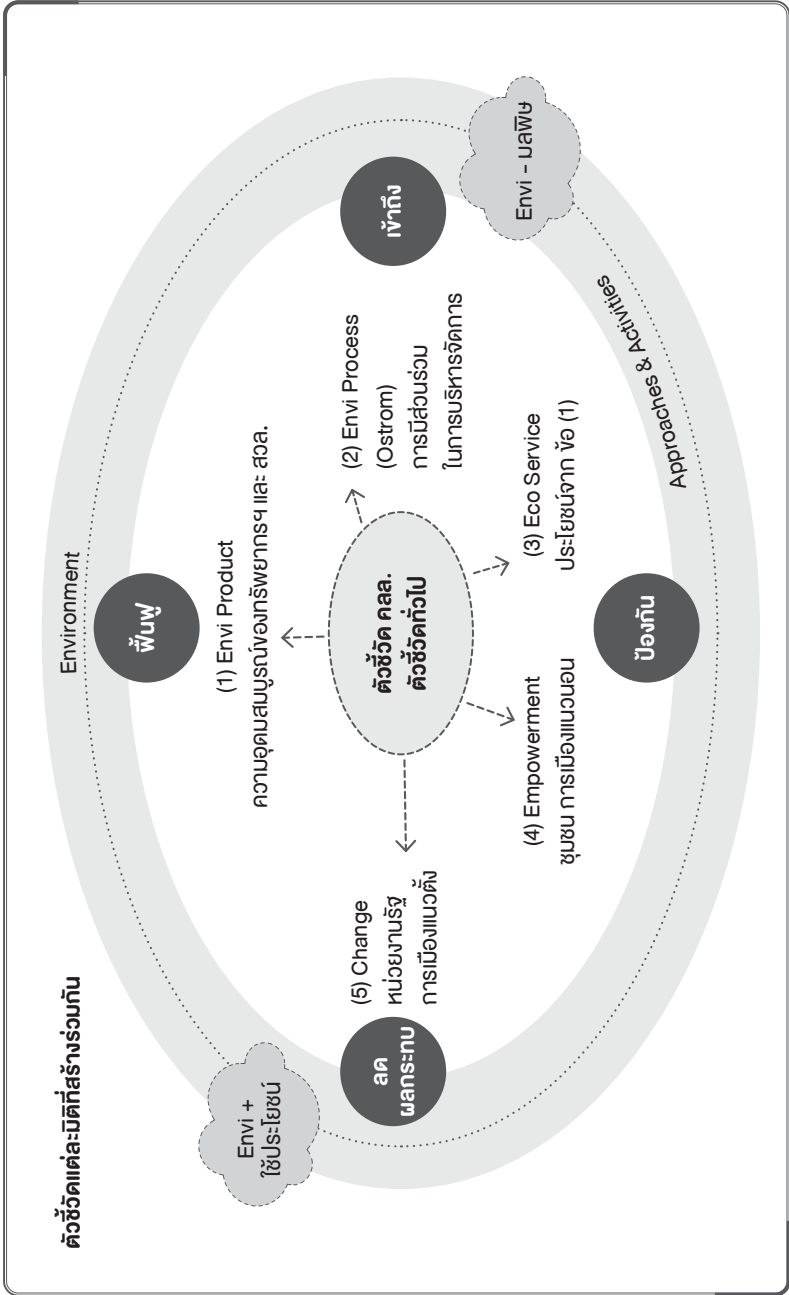 ตัวชี้วัดแต่ละมิติที่สร้างร่วมกัน
Environment
ฟื้นฟู
Envi +
ใช้ประโยชน์
(1) Envi Product
ความอุดมสมบูรณ์ของทรัพยากรฯ และ สวล.
(2) Envi Process
(Ostrom)
การมีส่วนร่วม
ในการบริหารจัดการ
เข้าถึง
Envi - มลพิษ
ตัวชี้วัด คลล.
ตัวชี้วัดทั่วไป
(5) Change
หน่วยงานรัฐ
การเมืองแนวตั้ง
ลด
ผลกระทบ
(4) Empowerment
ชุมชน การเมืองแนวนอน
(3) Eco Service
ประโยชน์จาก ข้อ (1)
ป้องกัน
Approaches & Activities